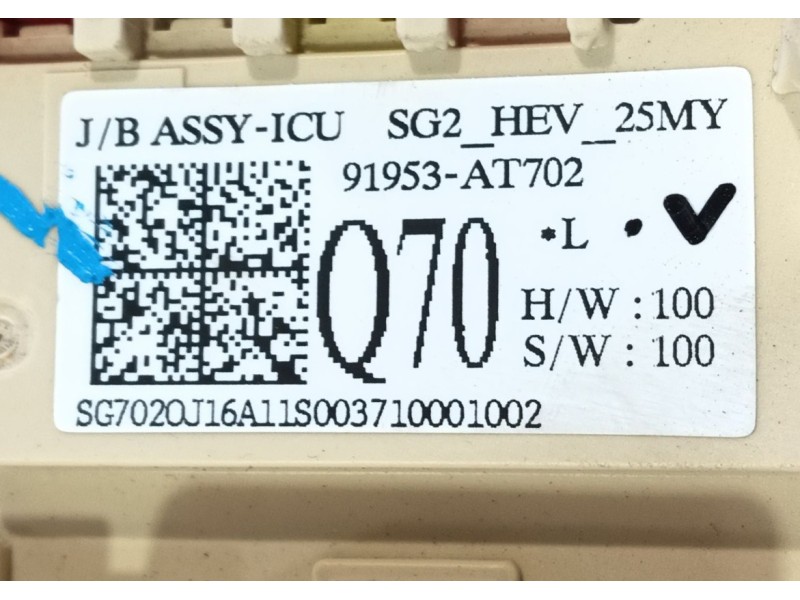 J/B ASSY-ICU SG2_HEV_25MY
91953-AT702
Q70 *L
H/W : 100
S/W : 100
SG7020J16A11S003710001002